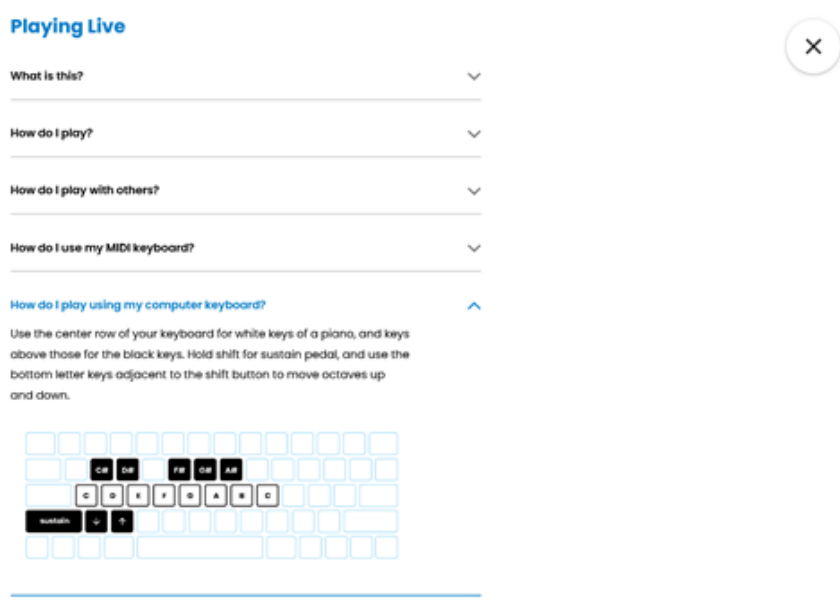 Playing Live
What is this?
How do I play?
How do I play with others?
How do I use my MIDI keyboard?
How do I play using my computer keyboard?
Use the center row of your keyboard for white keys of a piano, and keys
above those for the black keys. Hold shift for sustain pedal, and use the
bottom letter keys adjacent to the shift button to move octaves up
and down.
C# D# F# G# A#
C D E F G A B C
sustain ↓ ↑